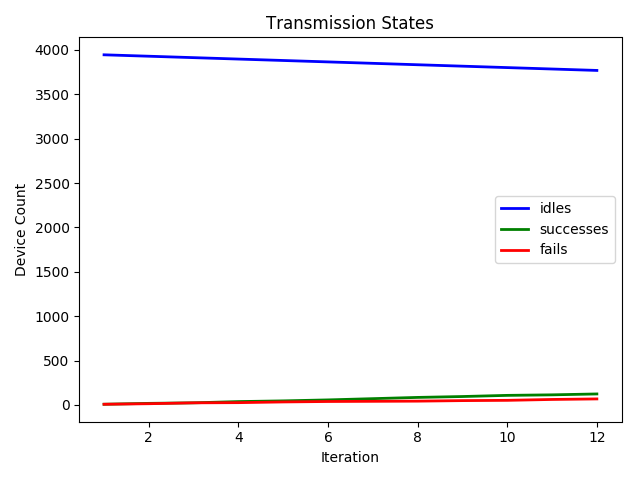 Transmission States
4000
3500
3000
2500
2000
1500
1000
500
0
Device Count
idles
successes
fails
2 4 6 8 10 12
Iteration